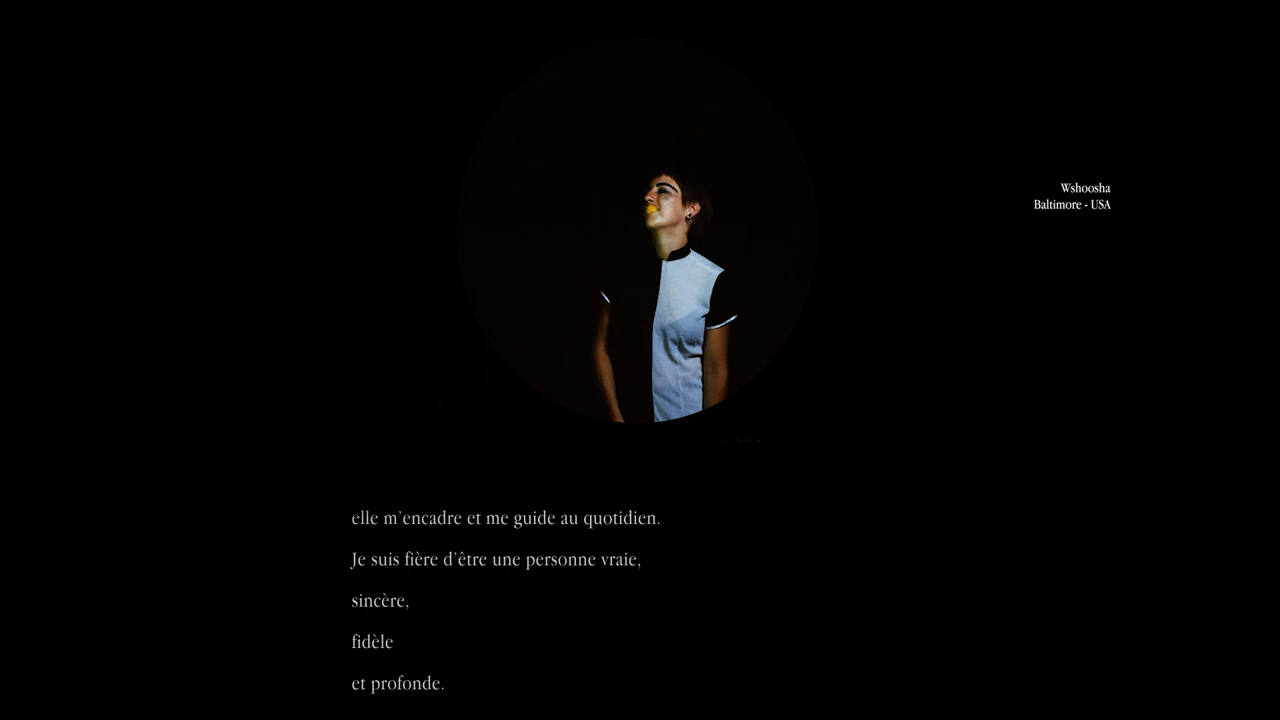 Wshoosha
Baltimore - USA
elle m’encadre et me guide au quotidien.
Je suis fière d’être une personne vraie,
sincère,
fidèle
et profonde.